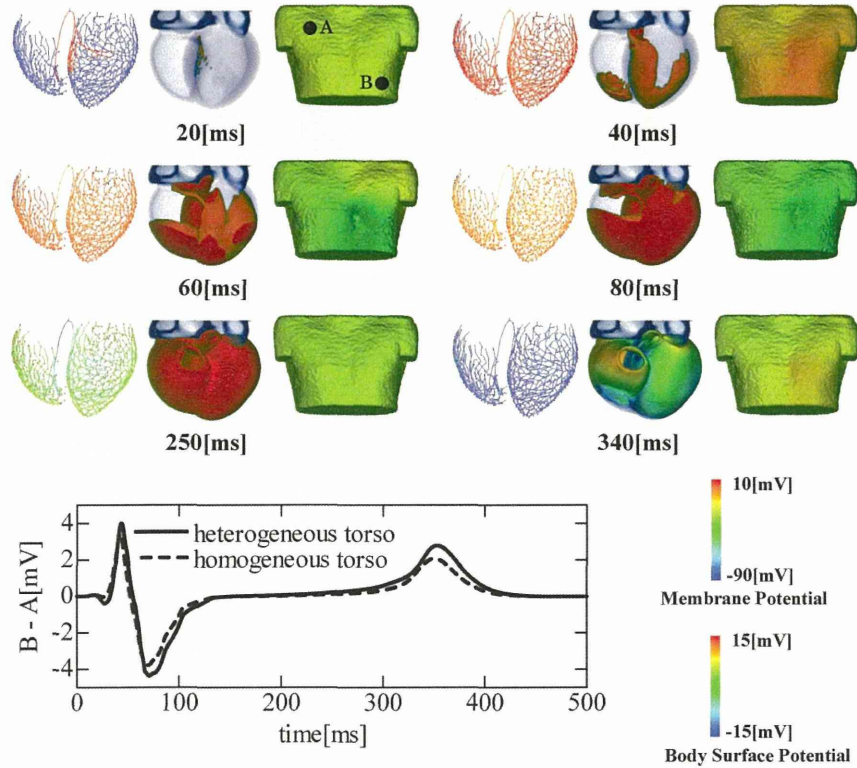 A
B
20[ms]
40[ms]
60[ms]
80[ms]
250[ms]
340[ms]
4
2
0
-2
-4
B - A[mV]
heterogeneous torso
homogeneous torso
0 100 200 300 400 500
time[ms]
10[mV]
-90[mV]
Membrane Potential
15[mV]
-15[mV]
Body Surface Potential